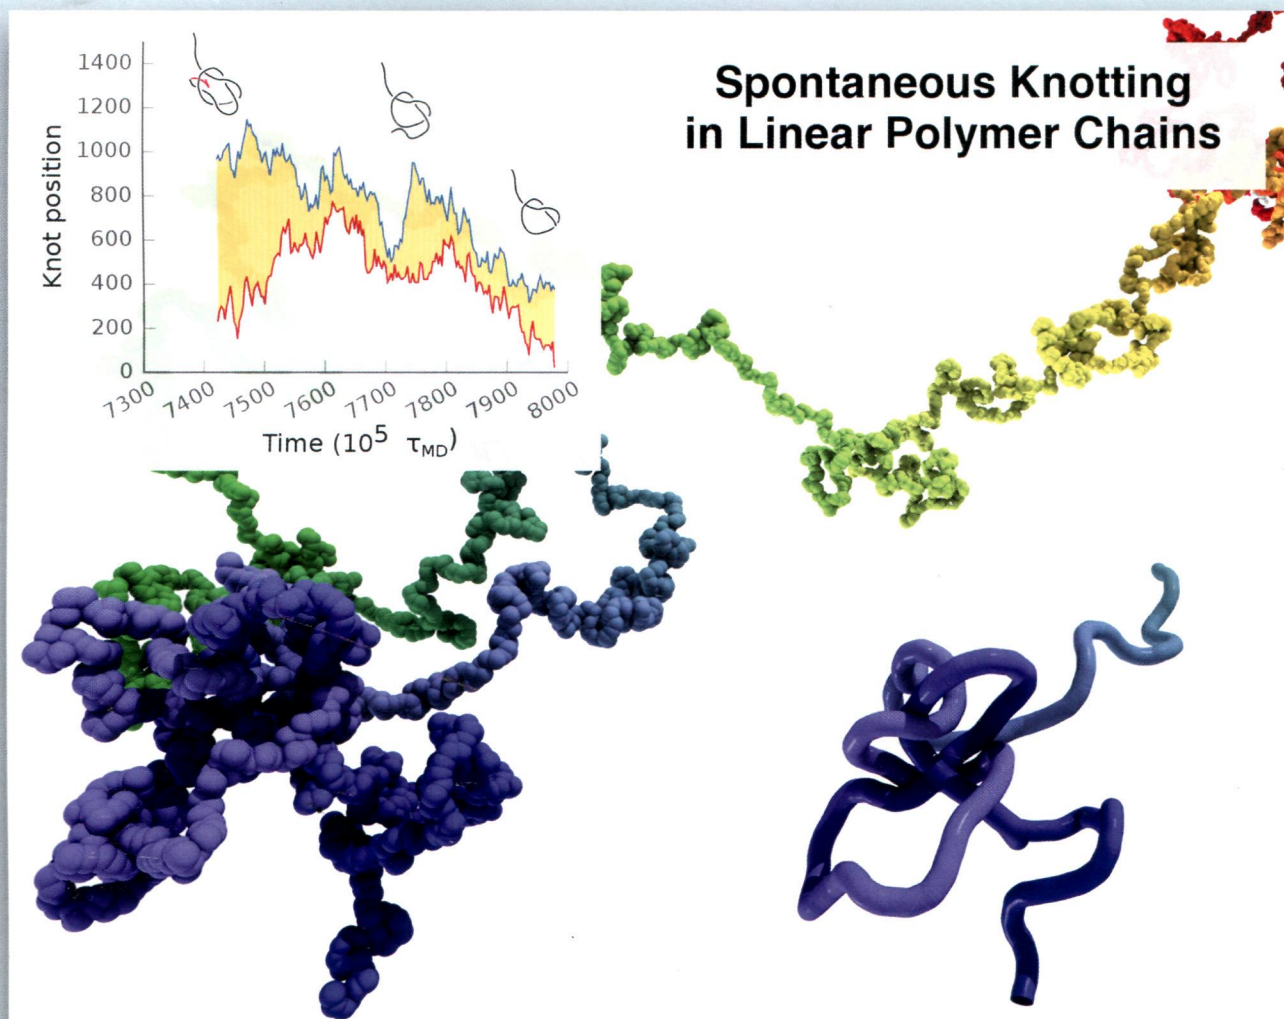 Spontaneous Knotting
in Linear Polymer Chains
1400
1200
1000
800
600
400
200
0
Knot position
7300 7400 7500 7600 7700 7800 7900 8000
Time (10⁵ τMD)